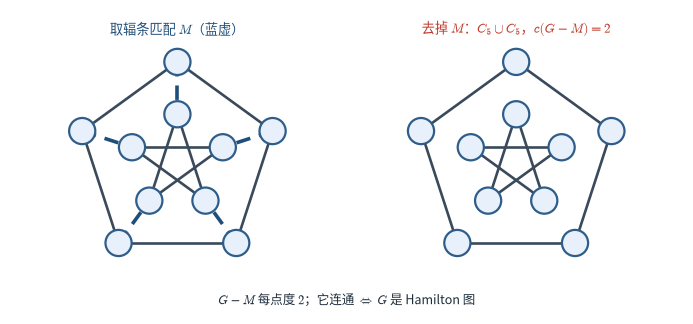 取辐条匹配 M（蓝虚）
去掉 M：C₅ ∪ C₅，c(G − M) = 2
G − M 每点度 2；它连通 ⇔ G 是 Hamilton 图